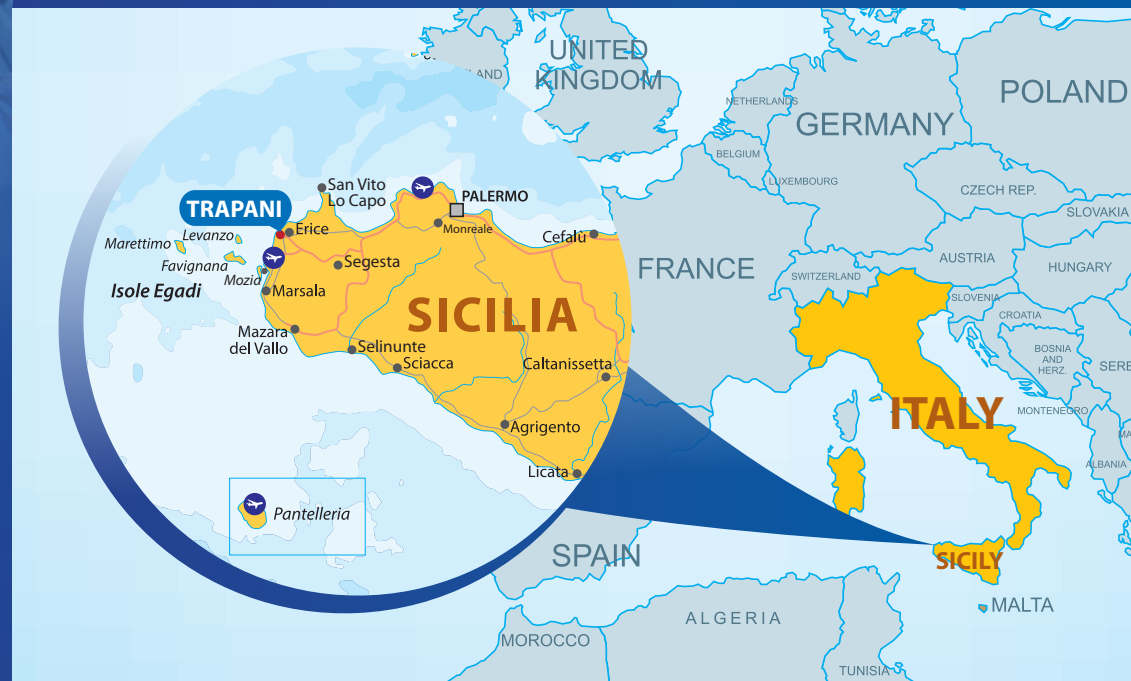 UNITED
KINGDOM
POLAND
NETHERLANDS
GERMANY
BELGIUM
LUXEMBOURG
CZECH REP.
SLOVAKIA
FRANCE
SWITZERLAND
AUSTRIA
HUNGARY
SLOVENIA
CROATIA
BOSNIA
AND
HERZ.
MONTENEGRO
ALBANIA
ITALY
SICILY
MALTA
SPAIN
ALGERIA
MOROCCO
TUNISIA
San Vito
Lo Capo
TRAPANI
Erice
PALERMO
Monreale
Cefalù
Levanzo
Marettimo
Favignana
Mozia
Isole Egadi
Segesta
Marsala
SICILIA
Mazara
del Vallo
Selinunte
Sciacca
Caltanissetta
Agrigento
Licata
Pantelleria